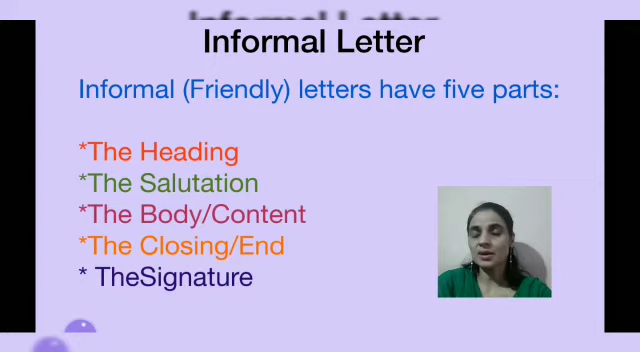 Informal Letter
Informal Letter
Informal (Friendly) letters have five parts:
*The Heading
*The Salutation
*The Body/Content
*The Closing/End
* TheSignature